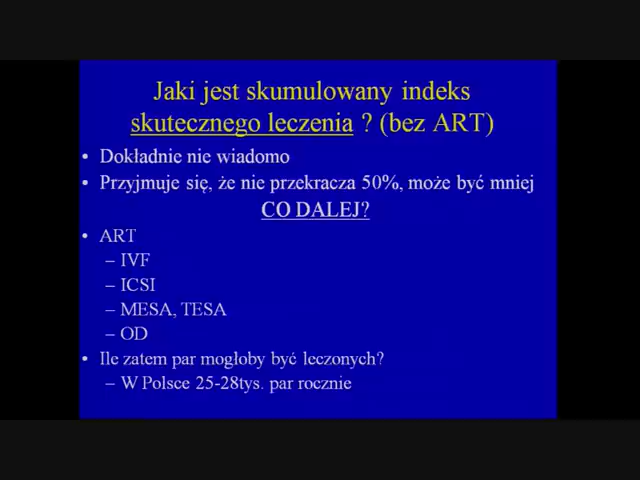 Jaki jest skumulowany indeks
skutecznego leczenia ? (bez ART)
• Dokładnie nie wiadomo
• Przyjmuje się, że nie przekracza 50%, może być mniej
CO DALEJ?
• ART
– IVF
– ICSI
– MESA, TESA
– OD
• Ile zatem par mogłoby być leczonych?
– W Polsce 25-28tys. par rocznie